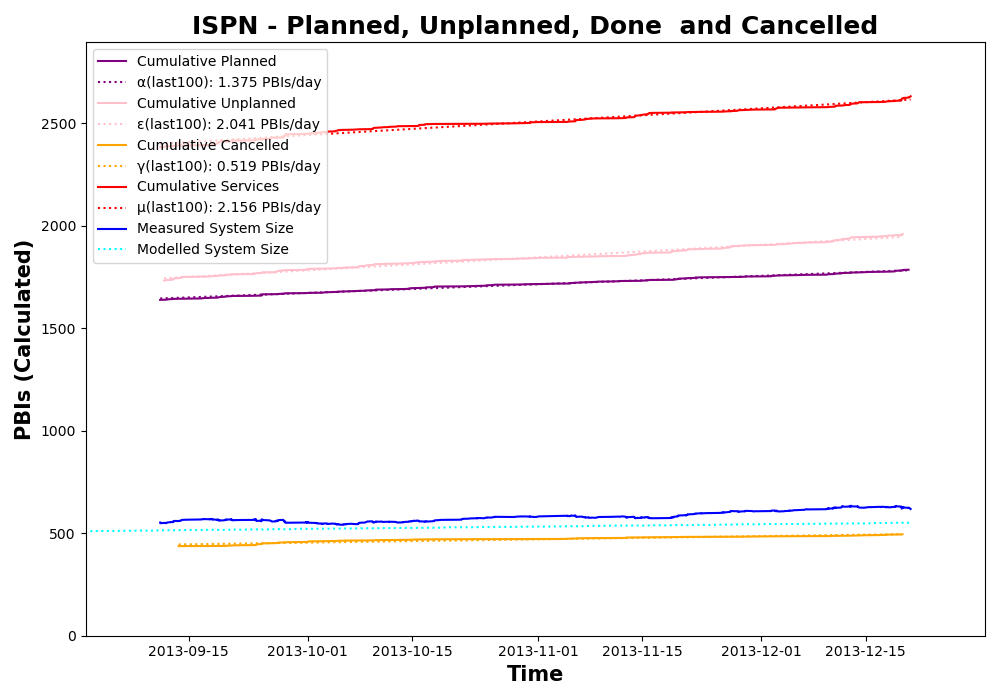 ISPN - Planned, Unplanned, Done  and Cancelled
Cumulative Planned
α(last100): 1.375 PBIs/day
Cumulative Unplanned
ε(last100): 2.041 PBIs/day
Cumulative Cancelled
γ(last100): 0.519 PBIs/day
Cumulative Services
μ(last100): 2.156 PBIs/day
Measured System Size
Modelled System Size
PBIs (Calculated)
2500
2000
1500
1000
500
0
2013-09-15 2013-10-01 2013-10-15 2013-11-01 2013-11-15 2013-12-01 2013-12-15
Time